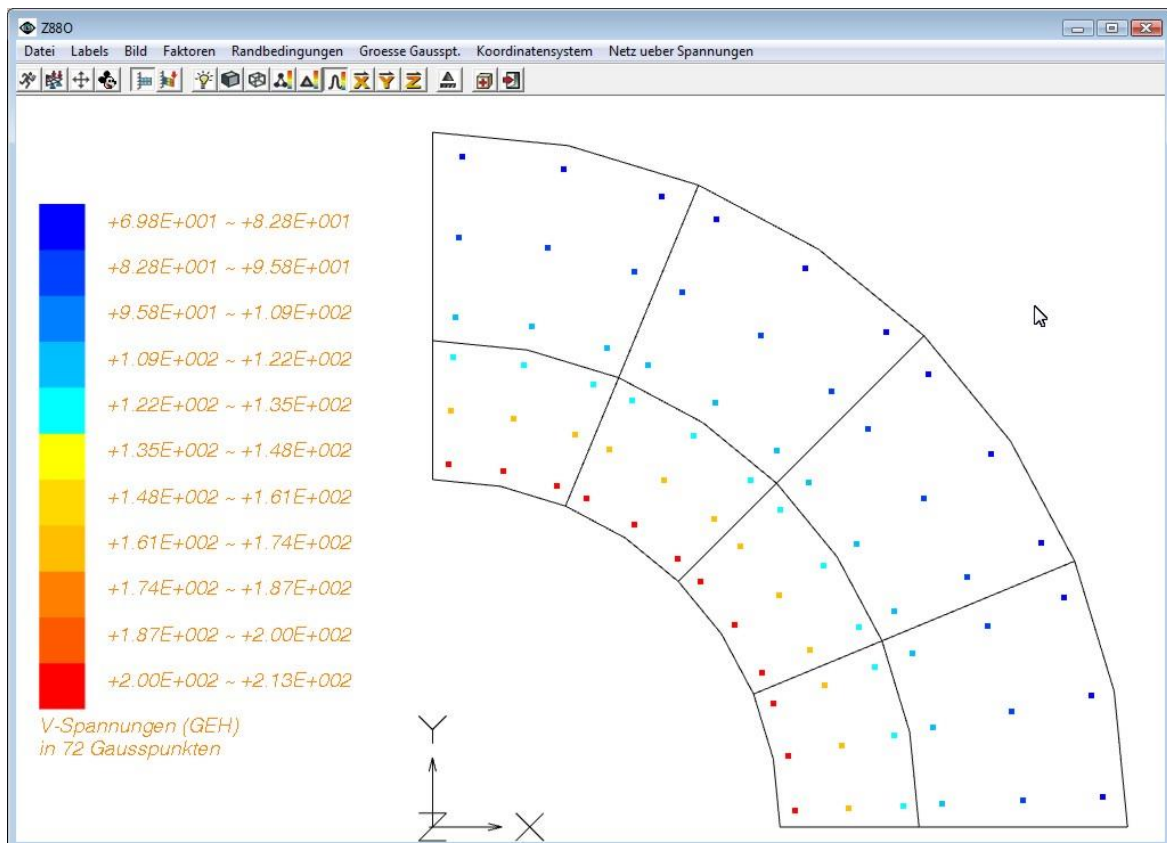 Z88O
Datei Labels Bild Faktoren Randbedingungen Groesse Gausspt. Koordinatensystem Netz ueber Spannungen
X Y Z
+6.98E+001 ~ +8.28E+001
+8.28E+001 ~ +9.58E+001
+9.58E+001 ~ +1.09E+002
+1.09E+002 ~ +1.22E+002
+1.22E+002 ~ +1.35E+002
+1.35E+002 ~ +1.48E+002
+1.48E+002 ~ +1.61E+002
+1.61E+002 ~ +1.74E+002
+1.74E+002 ~ +1.87E+002
+1.87E+002 ~ +2.00E+002
+2.00E+002 ~ +2.13E+002
V-Spannungen (GEH)
in 72 Gausspunkten
Y
Z X